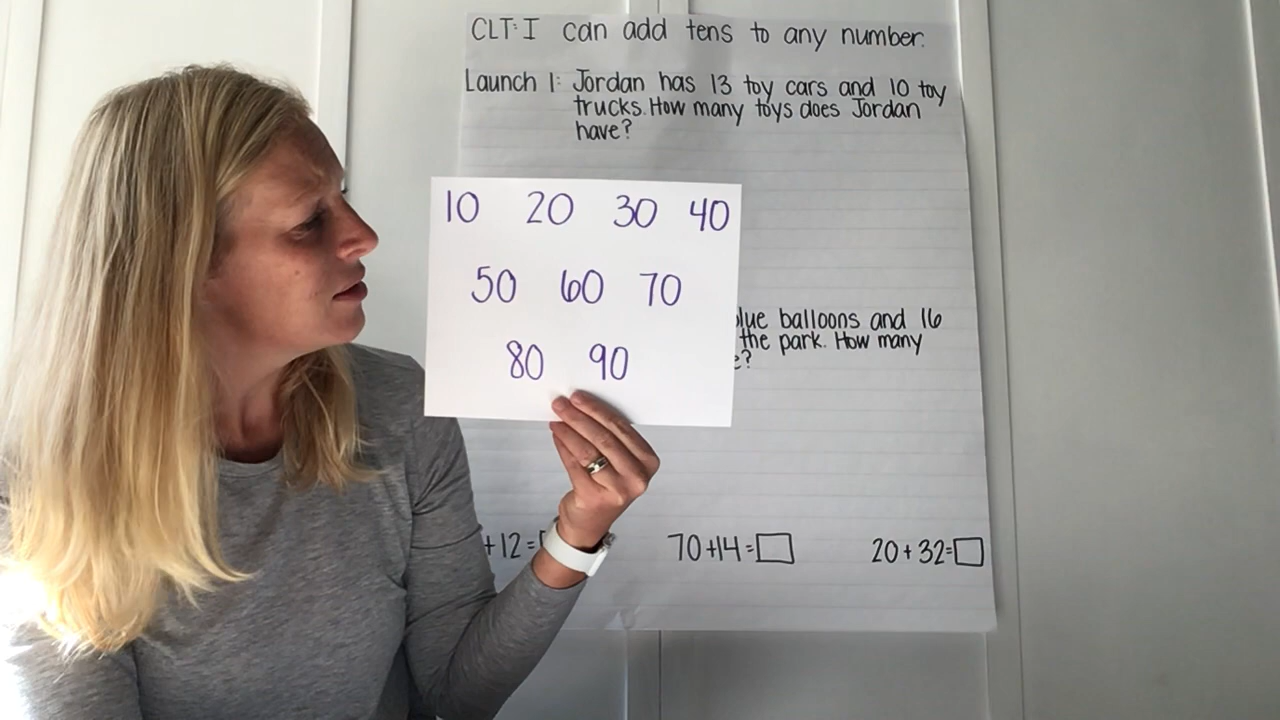 CLT: I can add tens to any number.
Launch 1: Jordan has 13 toy cars and 10 toy
trucks. How many toys does Jordan
have?
10 20 30 40
50 60 70
80 90
balloons and 16
the park. How many
+12=
70+14=
20+32=